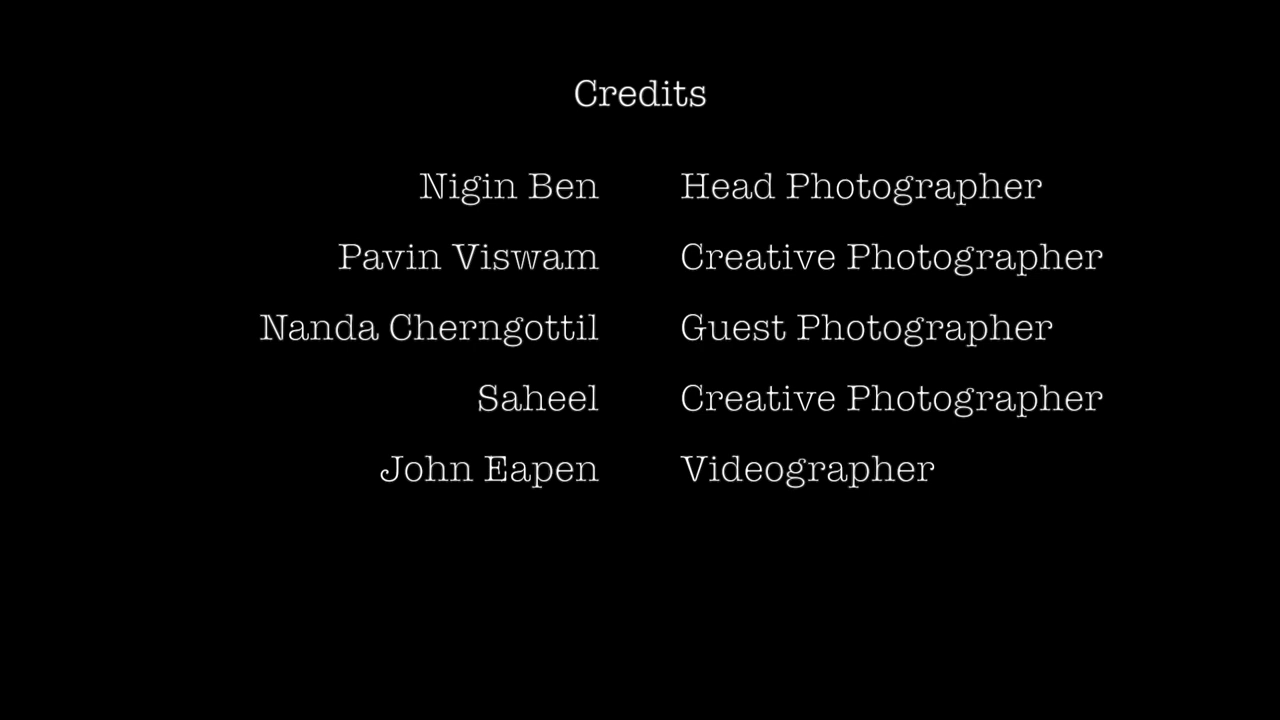 Credits
Nigin Ben Head Photographer
Pavin Viswam Creative Photographer
Nanda Cherngottil Guest Photographer
Saheel Creative Photographer
John Eapen Videographer